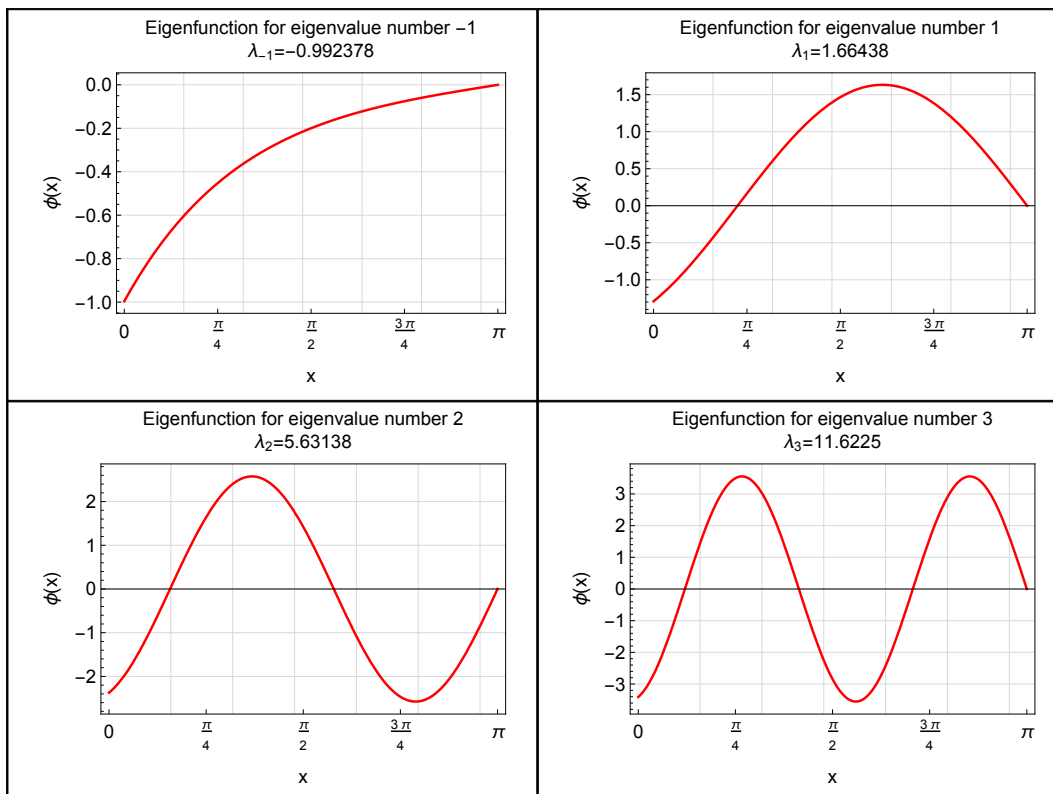 Eigenfunction for eigenvalue number −1
λ₋₁=−0.992378
0.0
−0.2
−0.4
−0.6
−0.8
−1.0
ϕ(x)
0 π/4 π/2 3π/4 π
x
Eigenfunction for eigenvalue number 1
λ₁=1.66438
1.5
1.0
0.5
0.0
−0.5
−1.0
ϕ(x)
0 π/4 π/2 3π/4 π
x
Eigenfunction for eigenvalue number 2
λ₂=5.63138
2
1
0
−1
−2
ϕ(x)
0 π/4 π/2 3π/4 π
x
Eigenfunction for eigenvalue number 3
λ₃=11.6225
3
2
1
0
−1
−2
−3
ϕ(x)
0 π/4 π/2 3π/4 π
x